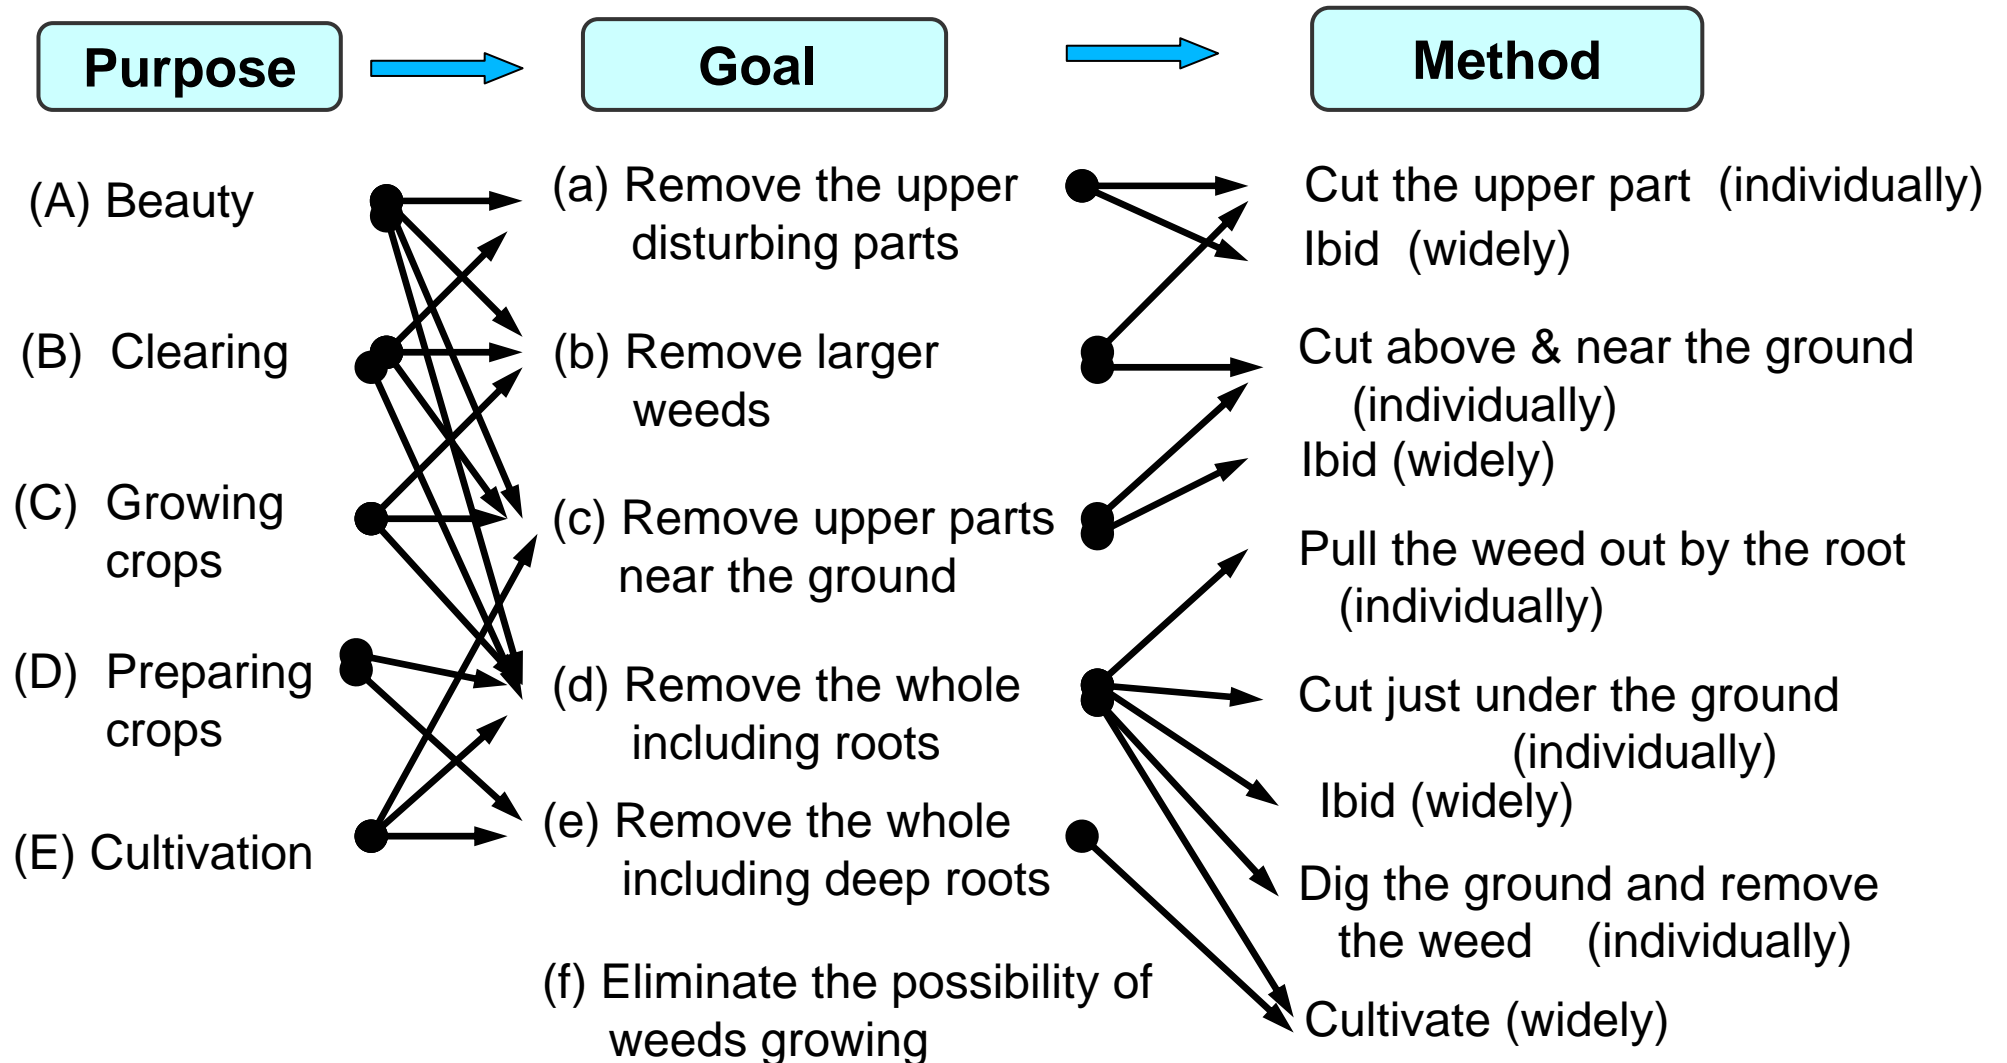 Purpose
Goal
Method
(A) Beauty
(B) Clearing
(C) Growing
crops
(D) Preparing
crops
(E) Cultivation
(a) Remove the upper
disturbing parts
(b) Remove larger
weeds
(c) Remove upper parts
near the ground
(d) Remove the whole
including roots
(e) Remove the whole
including deep roots
(f) Eliminate the possibility of
weeds growing
Cut the upper part (individually)
Ibid (widely)
Cut above & near the ground
(individually)
Ibid (widely)
Pull the weed out by the root
(individually)
Cut just under the ground
(individually)
Ibid (widely)
Dig the ground and remove
the weed (individually)
Cultivate (widely)